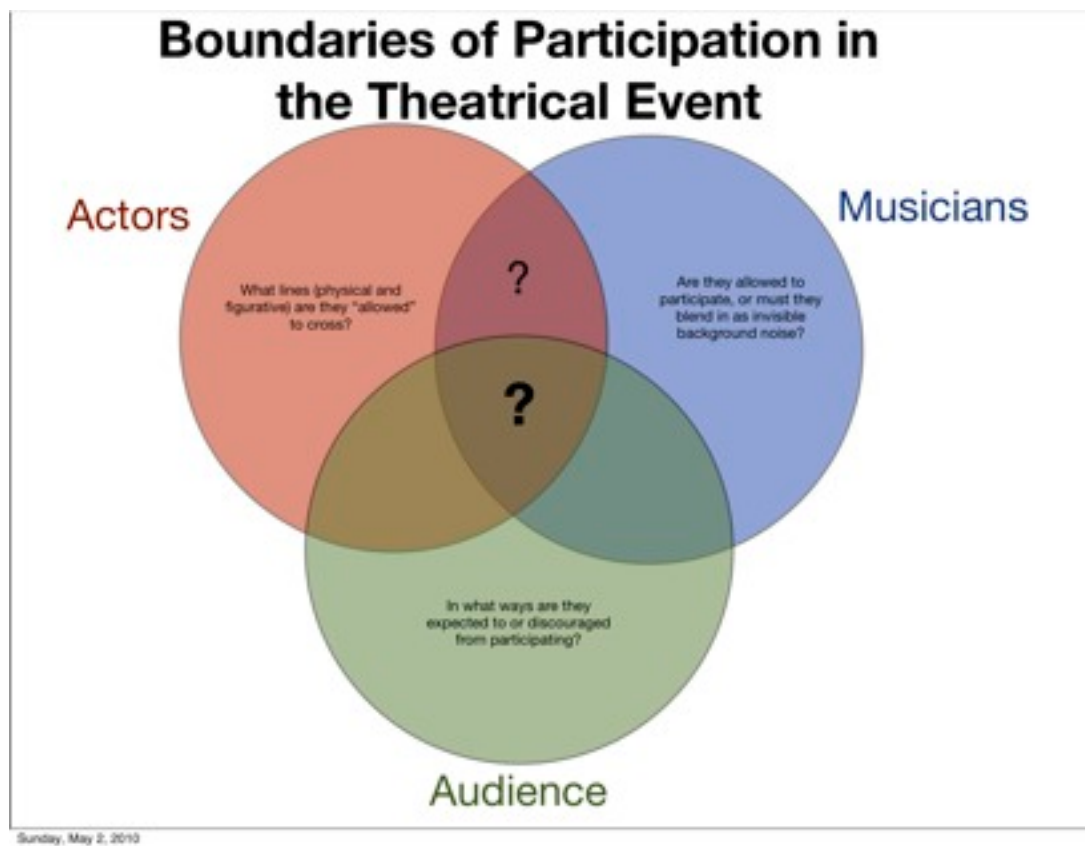 Boundaries of Participation in
the Theatrical Event
Actors
Musicians
What lines (physical and
figurative) are they "allowed"
to cross?
?
Are they allowed to
participate, or must they
blend in as invisible
background noise?
?
In what ways are they
expected to or discouraged
from participating?
Audience
Sunday, May 2, 2010